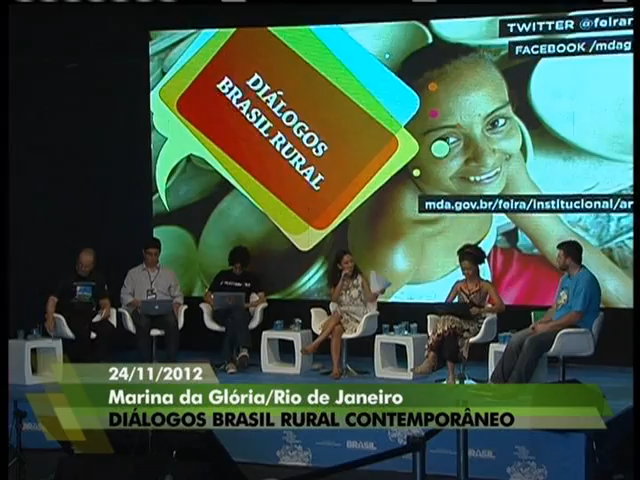 TWITTER @feirar
FACEBOOK /mdag
DIÁLOGOS
BRASIL RURAL
mda.gov.br/feira/institucional/ar
24/11/2012
Marina da Glória/Rio de Janeiro
DIÁLOGOS BRASIL RURAL CONTEMPORÂNEO
BRASIL